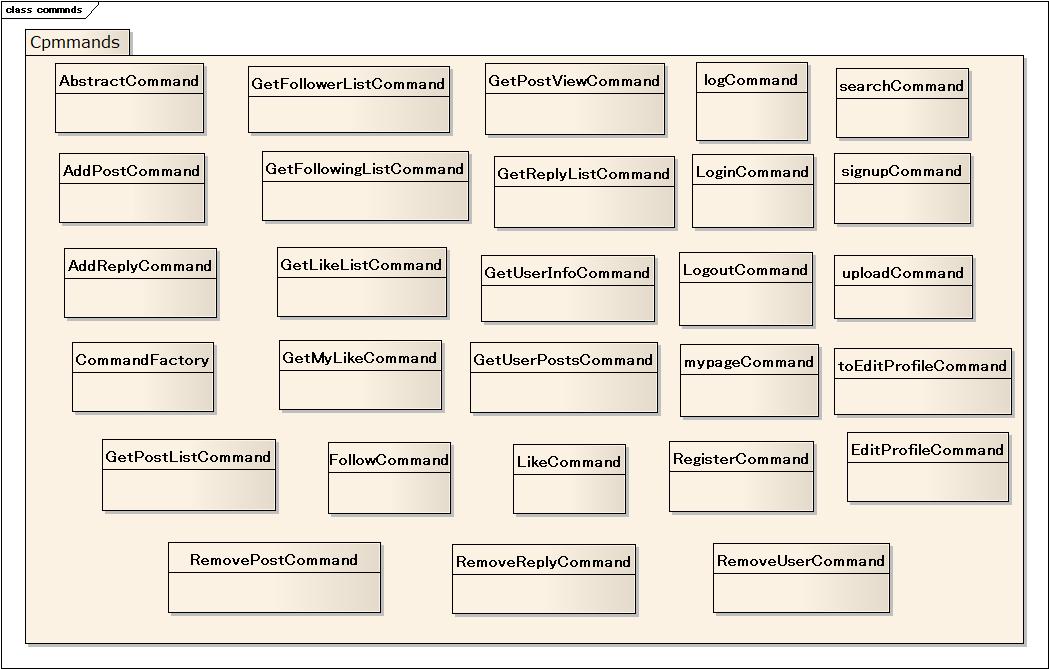 class commnds
Cpmmands
AbstractCommand
GetFollowerListCommand
GetPostViewCommand
logCommand
searchCommand
AddPostCommand
GetFollowingListCommand
GetReplyListCommand
LoginCommand
signupCommand
AddReplyCommand
GetLikeListCommand
GetUserInfoCommand
LogoutCommand
uploadCommand
CommandFactory
GetMyLikeCommand
GetUserPostsCommand
mypageCommand
toEditProfileCommand
GetPostListCommand
FollowCommand
LikeCommand
RegisterCommand
EditProfileCommand
RemovePostCommand
RemoveReplyCommand
RemoveUserCommand